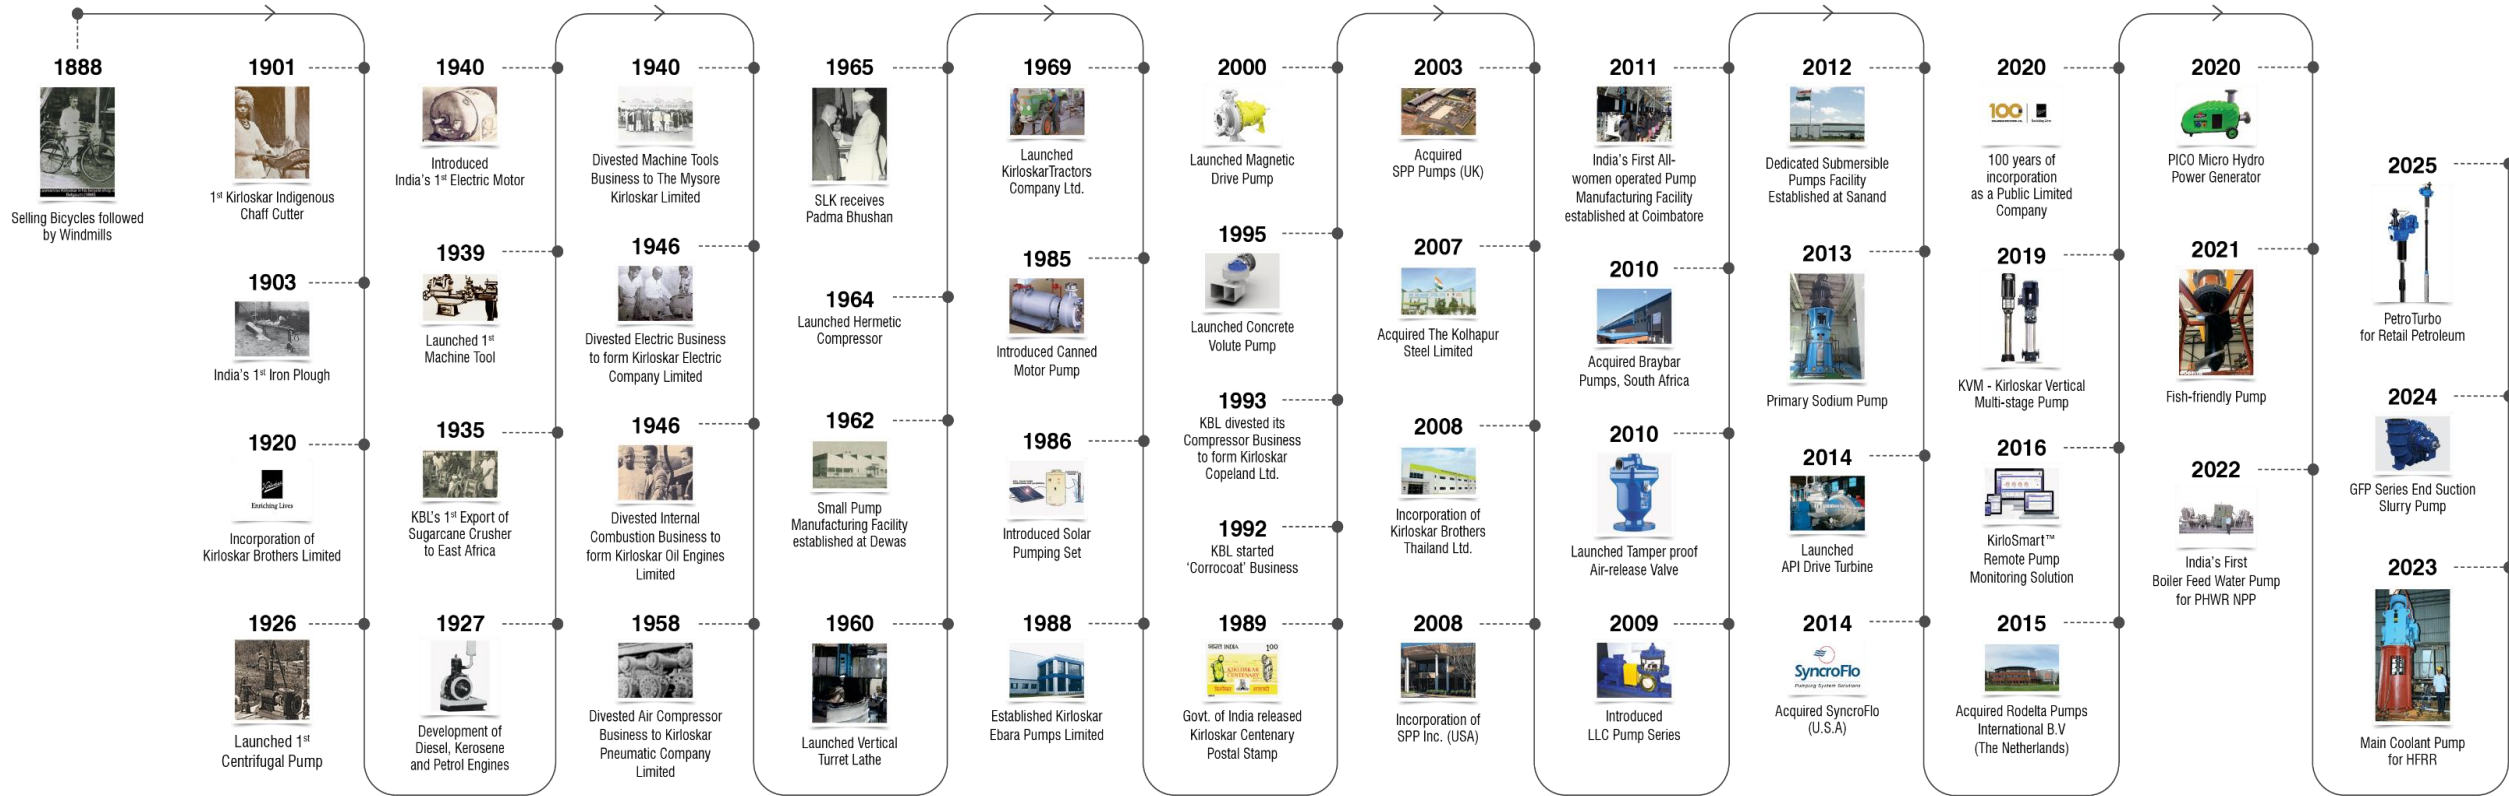 1888
Selling Bicycles followed
by Windmills
1901
1st Kirloskar Indigenous
Chaff Cutter
1903
India's 1st Iron Plough
1920
Enriching Lives
Incorporation of
Kirloskar Brothers Limited
1926
Launched 1st
Centrifugal Pump
1940
Introduced
India's 1st Electric Motor
1939
Launched 1st
Machine Tool
1935
KBL's 1st Export of
Sugarcane Crusher
to East Africa
1927
Development of
Diesel, Kerosene
and Petrol Engines
1940
Divested Machine Tools
Business to The Mysore
Kirloskar Limited
1946
Divested Electric Business
to form Kirloskar Electric
Company Limited
1946
Divested Internal
Combustion Business to
form Kirloskar Oil Engines
Limited
1958
Divested Air Compressor
Business to Kirloskar
Pneumatic Company
Limited
1965
SLK receives
Padma Bhushan
1964
Launched Hermetic
Compressor
1962
Small Pump
Manufacturing Facility
established at Dewas
1960
Launched Vertical
Turret Lathe
1969
Launched
KirloskarTractors
Company Ltd.
1985
Introduced Canned
Motor Pump
1986
Introduced Solar
Pumping Set
1988
Established Kirloskar
Ebara Pumps Limited
2000
Launched Magnetic
Drive Pump
1995
Launched Concrete
Volute Pump
1993
KBL divested its
Compressor Business
to form Kirloskar
Copeland Ltd.
1992
KBL started
'Corrocoat' Business
1989
भारत INDIA 100
KIRLOSKAR
CENTENARY
Govt. of India released
Kirloskar Centenary
Postal Stamp
2003
Acquired
SPP Pumps (UK)
2007
Acquired The Kolhapur
Steel Limited
2008
Incorporation of
Kirloskar Brothers
Thailand Ltd.
2008
Incorporation of
SPP Inc. (USA)
2011
India's First All-
women operated Pump
Manufacturing Facility
established at Coimbatore
2010
Acquired Braybar
Pumps, South Africa
2010
Launched Tamper proof
Air-release Valve
2009
Introduced
LLC Pump Series
2012
Dedicated Submersible
Pumps Facility
Established at Sanand
2013
Primary Sodium Pump
2014
Launched
API Drive Turbine
2014
SyncroFlo
Pumping System Solutions
Acquired SyncroFlo
(U.S.A)
2020
100
Enriching Lives
100 years of
incorporation
as a Public Limited
Company
2019
KVM - Kirloskar Vertical
Multi-stage Pump
2016
KirloSmart™
Remote Pump
Monitoring Solution
2015
Acquired Rodelta Pumps
International B.V
(The Netherlands)
2020
PICO Micro Hydro
Power Generator
2021
Fish-friendly Pump
2022
India's First
Boiler Feed Water Pump
for PHWR NPP
2025
PetroTurbo
for Retail Petroleum
2024
GFP Series End Suction
Slurry Pump
2023
Main Coolant Pump
for HFRR